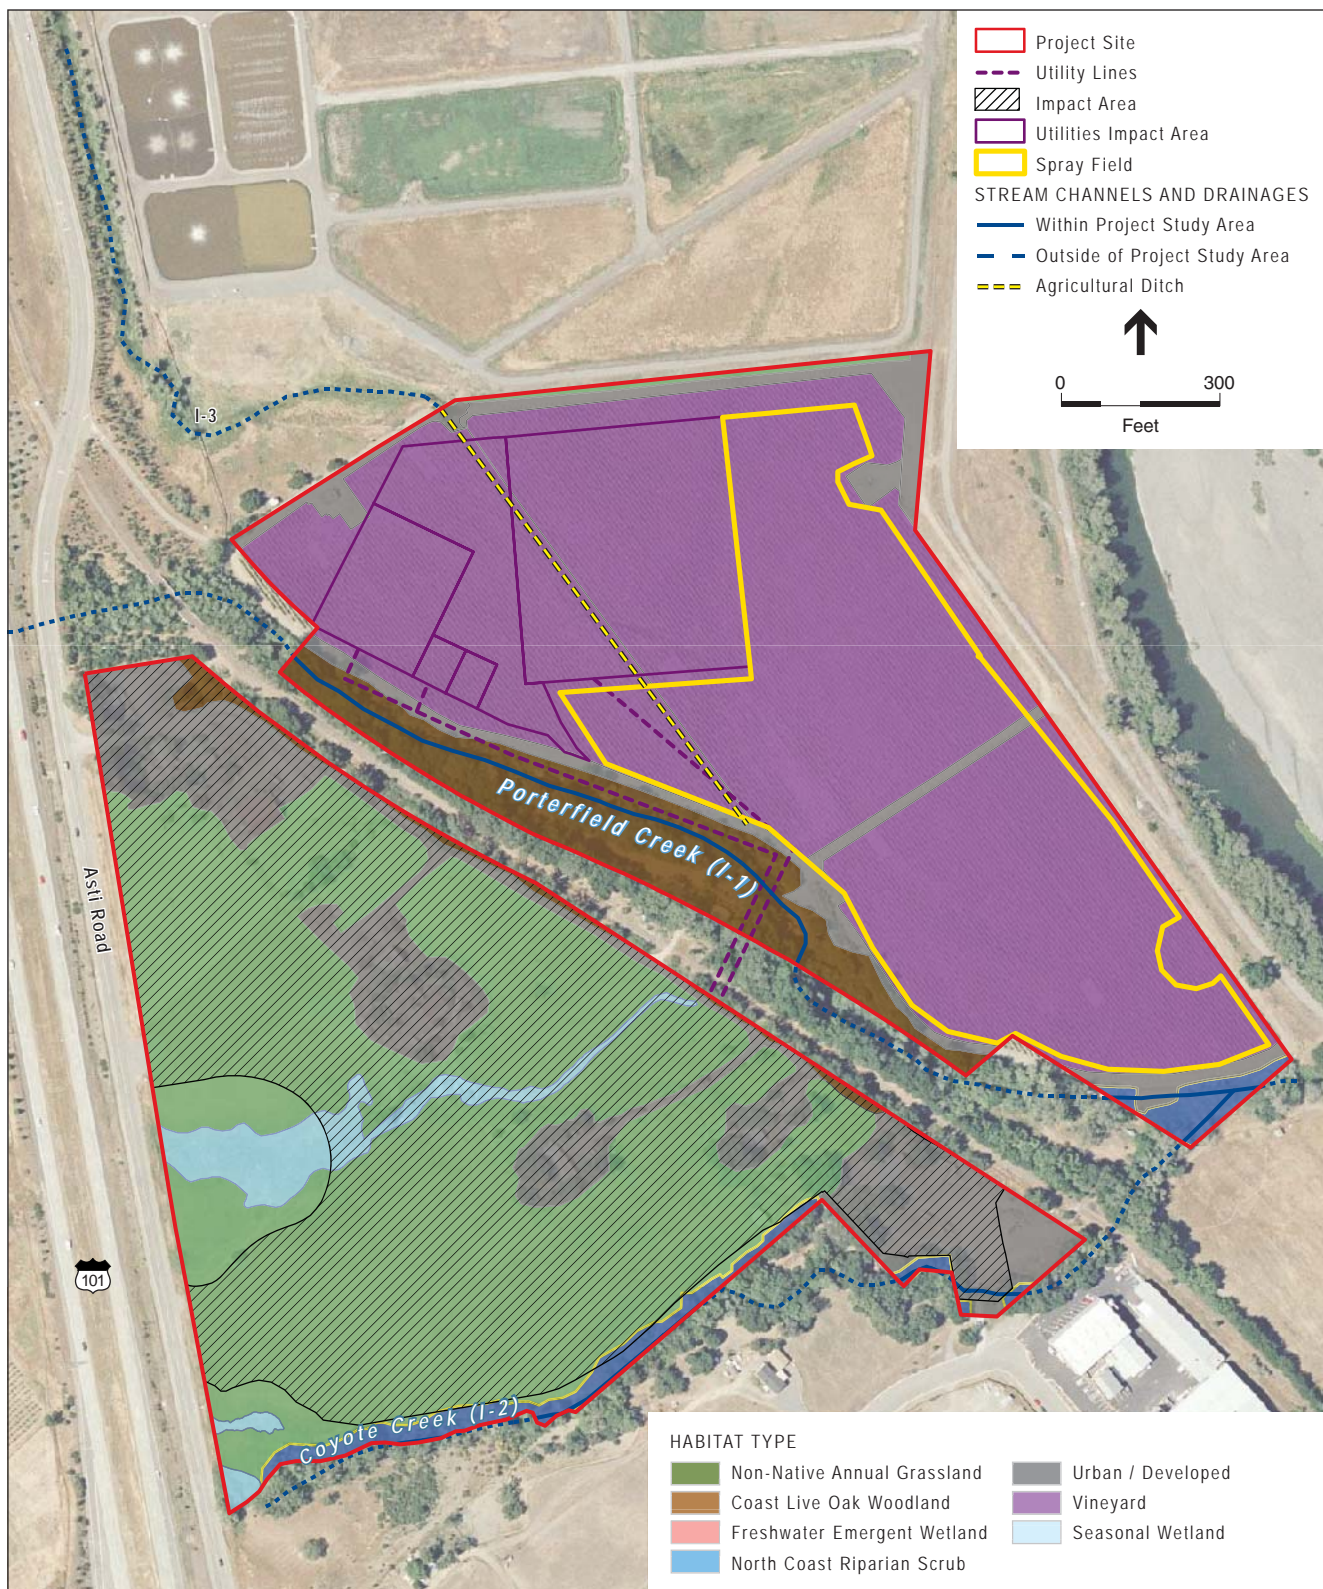 Project Site
Utility Lines
Impact Area
Utilities Impact Area
Spray Field
STREAM CHANNELS AND DRAINAGES
Within Project Study Area
Outside of Project Study Area
Agricultural Ditch
0 300
Feet
I-3
Porterfield Creek (I-1)
Asti Road
101
Coyote Creek (I-2)
HABITAT TYPE
Non-Native Annual Grassland
Coast Live Oak Woodland
Freshwater Emergent Wetland
North Coast Riparian Scrub
Urban / Developed
Vineyard
Seasonal Wetland